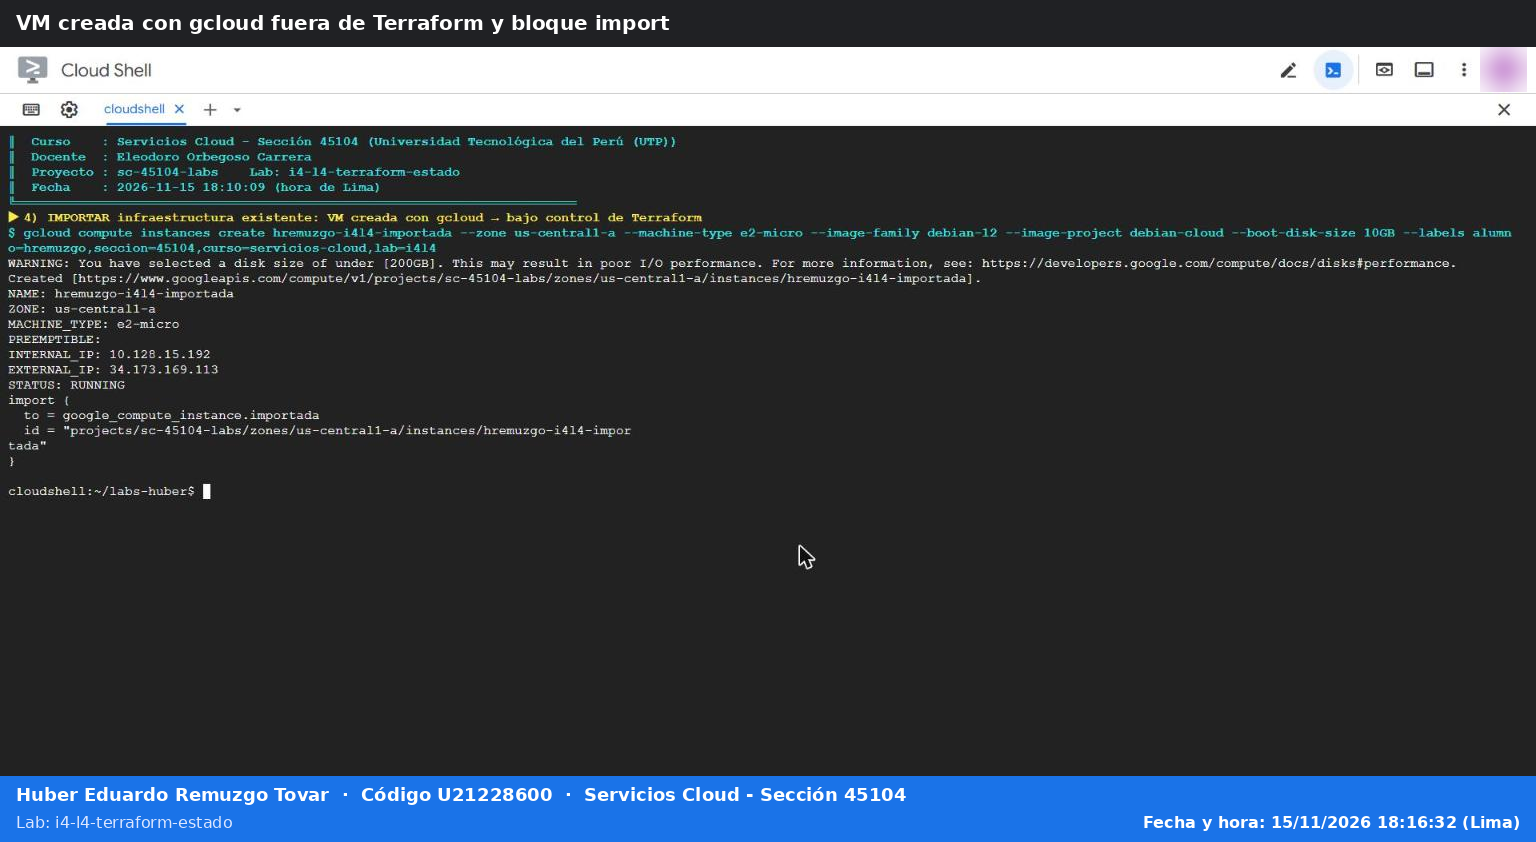 VM creada con gcloud fuera de Terraform y bloque import
Cloud Shell
cloudshell
Curso    : Servicios Cloud - Sección 45104 (Universidad Tecnológica del Perú (UTP))
Docente  : Eleodoro Orbegoso Carrera
Proyecto : sc-45104-labs    Lab: i4-l4-terraform-estado
Fecha    : 2026-11-15 18:10:09 (hora de Lima)
▶ 4) IMPORTAR infraestructura existente: VM creada con gcloud → bajo control de Terraform
$ gcloud compute instances create hremuzgo-i4l4-importada --zone us-central1-a --machine-type e2-micro --image-family debian-12 --image-project debian-cloud --boot-disk-size 10GB --labels alumn
o=hremuzgo,seccion=45104,curso=servicios-cloud,lab=i4l4
WARNING: You have selected a disk size of under [200GB]. This may result in poor I/O performance. For more information, see: https://developers.google.com/compute/docs/disks#performance.
Created [https://www.googleapis.com/compute/v1/projects/sc-45104-labs/zones/us-central1-a/instances/hremuzgo-i4l4-importada].
NAME: hremuzgo-i4l4-importada
ZONE: us-central1-a
MACHINE_TYPE: e2-micro
PREEMPTIBLE:
INTERNAL_IP: 10.128.15.192
EXTERNAL_IP: 34.173.169.113
STATUS: RUNNING
import {
  to = google_compute_instance.importada
  id = "projects/sc-45104-labs/zones/us-central1-a/instances/hremuzgo-i4l4-impor
tada"
}
cloudshell:~/labs-huber$
Huber Eduardo Remuzgo Tovar · Código U21228600 · Servicios Cloud - Sección 45104
Lab: i4-l4-terraform-estado
Fecha y hora: 15/11/2026 18:16:32 (Lima)